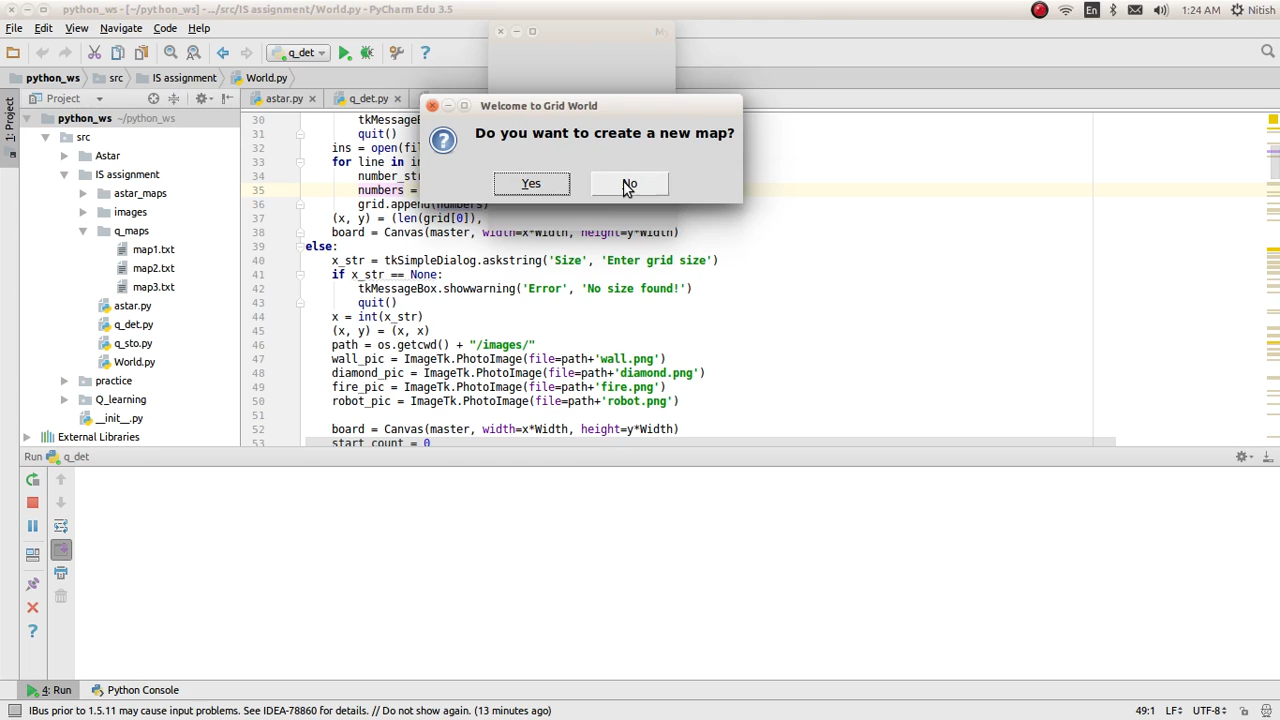 python_ws - [~/python_ws] - .../src/IS assignment/World.py - PyCharm Edu 3.5
En
1:24 AM
Nitish
File Edit View Navigate Code Help
q_det
python_ws src IS assignment World.py
1: Project
Project
astar.py
q_det.py
python_ws ~/python_ws
src
Astar
IS assignment
astar_maps
images
q_maps
map1.txt
map2.txt
map3.txt
astar.py
q_det.py
q_sto.py
World.py
practice
Q_learning
__init__.py
External Libraries
Welcome to Grid World
Do you want to create a new map?
Yes
No
30 tkMessageBo
31 quit()
32 ins = open(fi
33 for line in in
34 number_str
35 numbers =
36 grid.append(numbers)
37 (x, y) = (len(grid[0]),
38 board = Canvas(master, width=x*Width, height=y*Width)
39 else:
40 x_str = tkSimpleDialog.askstring('Size', 'Enter grid size')
41 if x_str == None:
42 tkMessageBox.showwarning('Error', 'No size found!')
43 quit()
44 x = int(x_str)
45 (x, y) = (x, x)
46 path = os.getcwd() + "/images/"
47 wall_pic = ImageTk.PhotoImage(file=path+'wall.png')
48 diamond_pic = ImageTk.PhotoImage(file=path+'diamond.png')
49 fire_pic = ImageTk.PhotoImage(file=path+'fire.png')
50 robot_pic = ImageTk.PhotoImage(file=path+'robot.png')
51
52 board = Canvas(master, width=x*Width, height=y*Width)
53 start_count = 0
Run q_det
4: Run
Python Console
IBus prior to 1.5.11 may cause input problems. See IDEA-78860 for details. // Do not show again. (13 minutes ago)
49:1 LF UTF-8